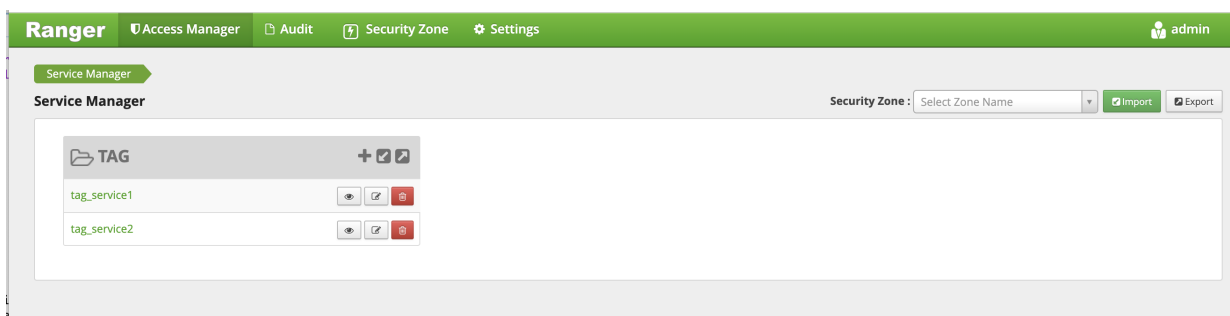 Ranger Access Manager Audit Security Zone Settings admin
Service Manager
Service Manager Security Zone : Select Zone Name Import Export
TAG
tag_service1
tag_service2